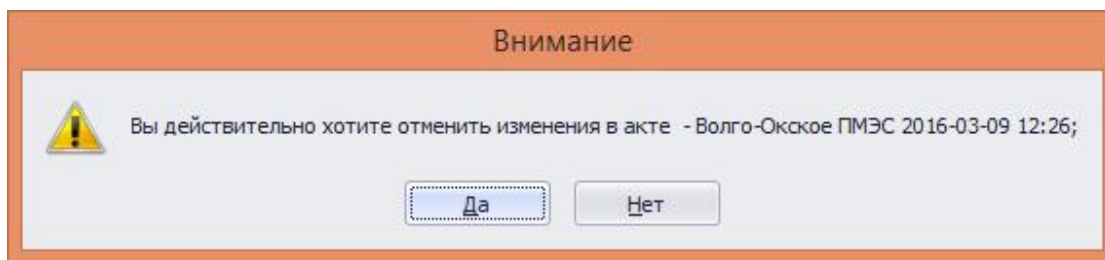 Внимание
Вы действительно хотите отменить изменения в акте - Волго-Окское ПМЭС 2016-03-09 12:26;
Да
Нет